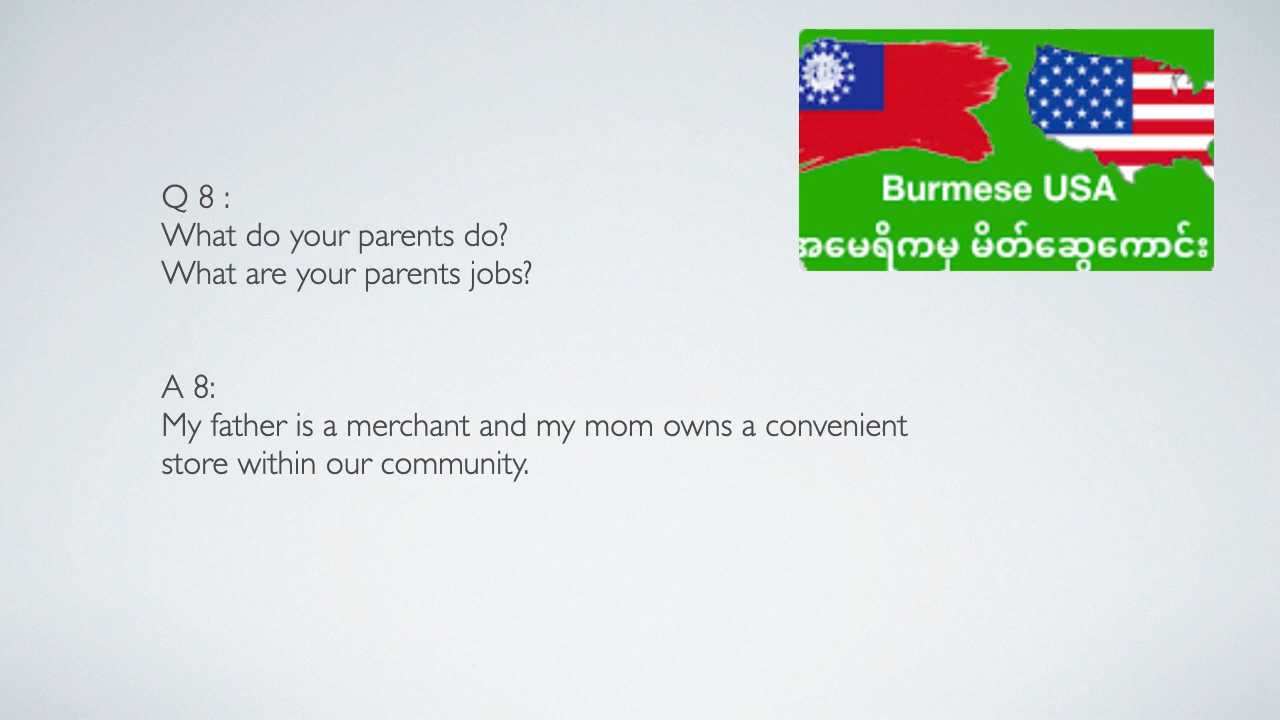 Burmese USA
အမေရိကမှ မိတ်ဆွေကောင်း
Q 8 :
What do your parents do?
What are your parents jobs?
A 8:
My father is a merchant and my mom owns a convenient
store within our community.